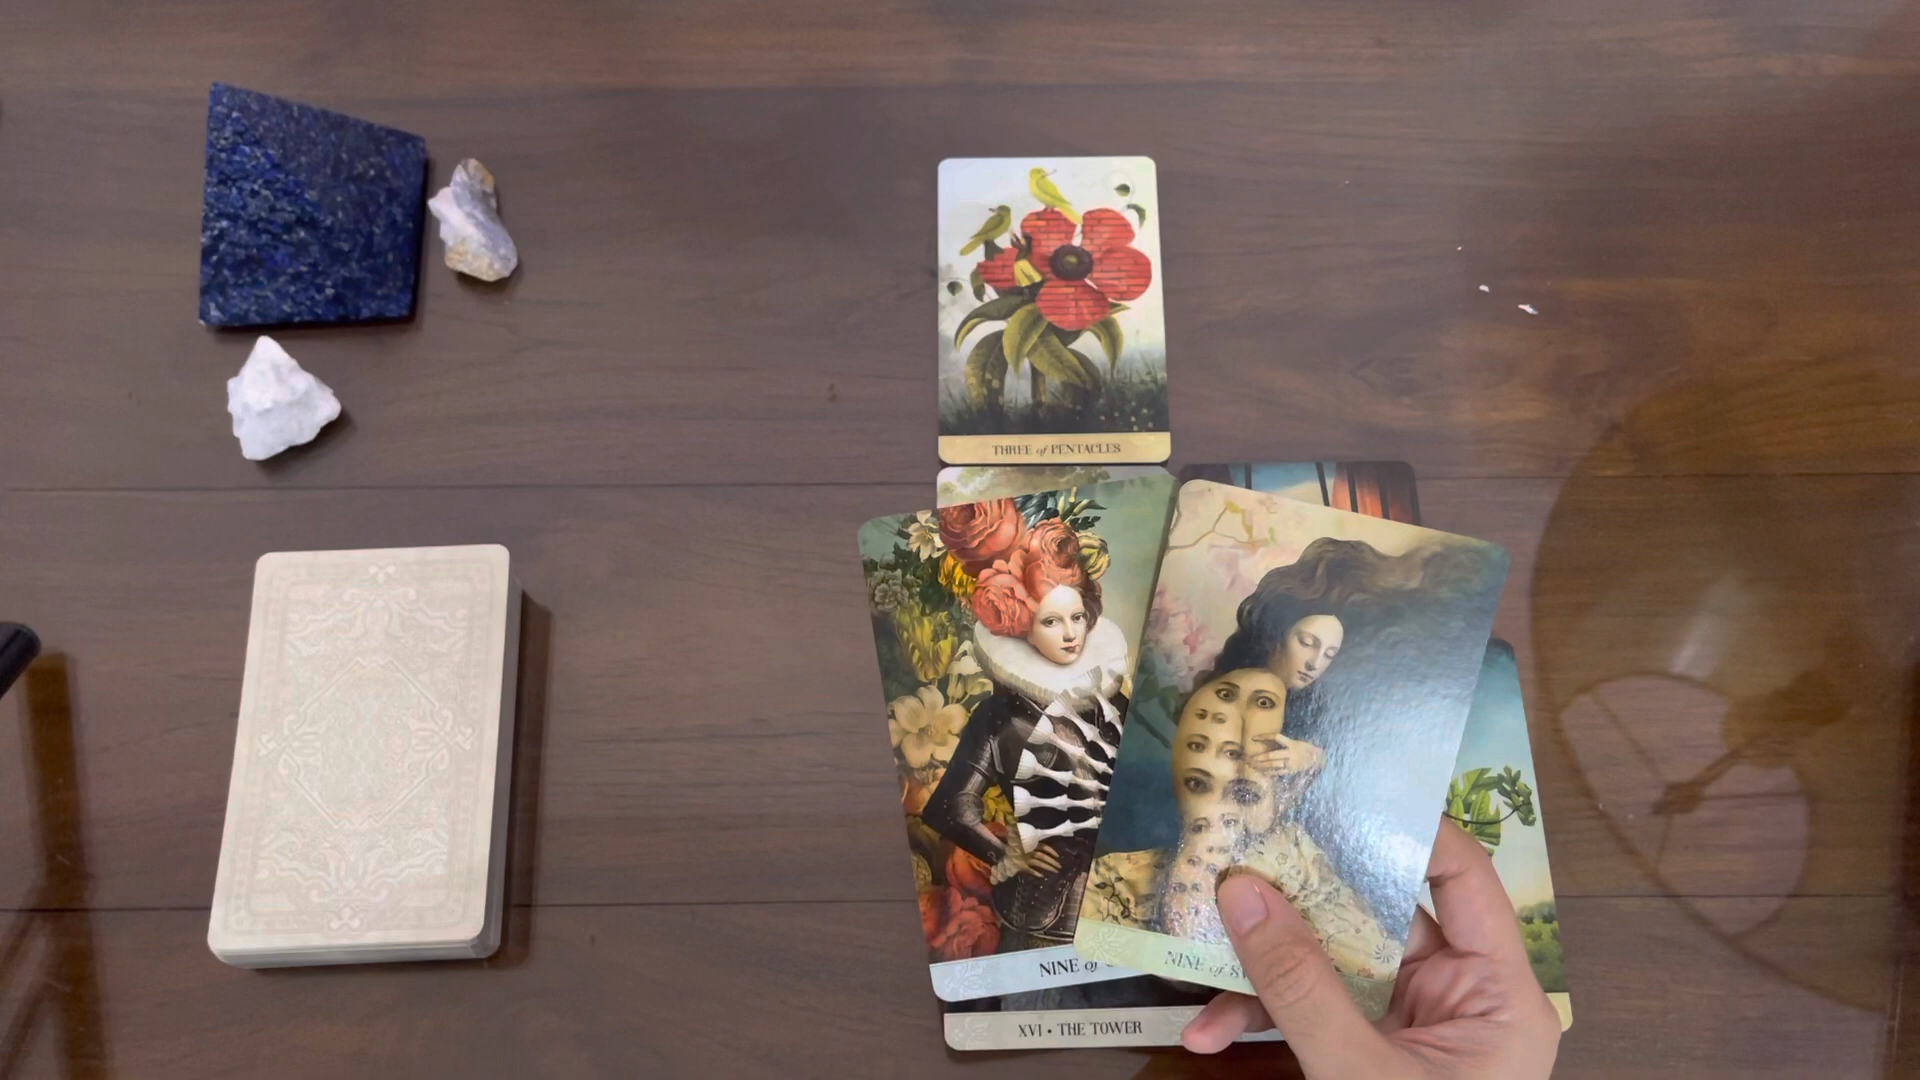 THREE of PENTACLES
NINE of
NINE of
XVI • THE TOWER